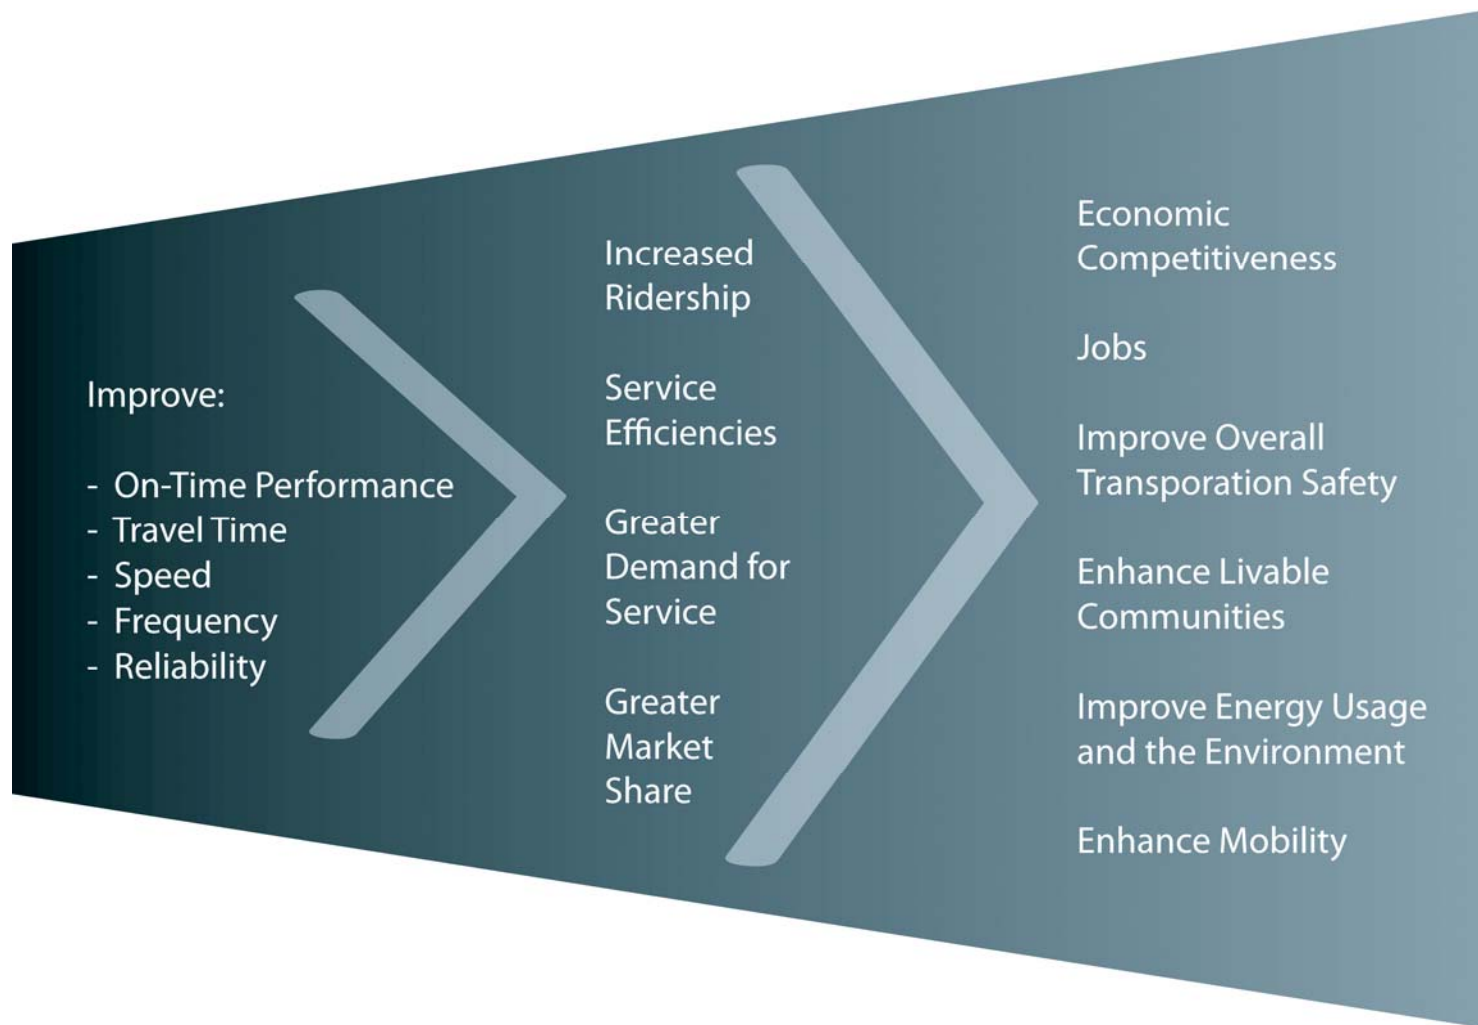 Improve:
- On-Time Performance
- Travel Time
- Speed
- Frequency
- Reliability
Increased
Ridership
Service
Efficiencies
Greater
Demand for
Service
Greater
Market
Share
Economic
Competitiveness
Jobs
Improve Overall
Transporation Safety
Enhance Livable
Communities
Improve Energy Usage
and the Environment
Enhance Mobility